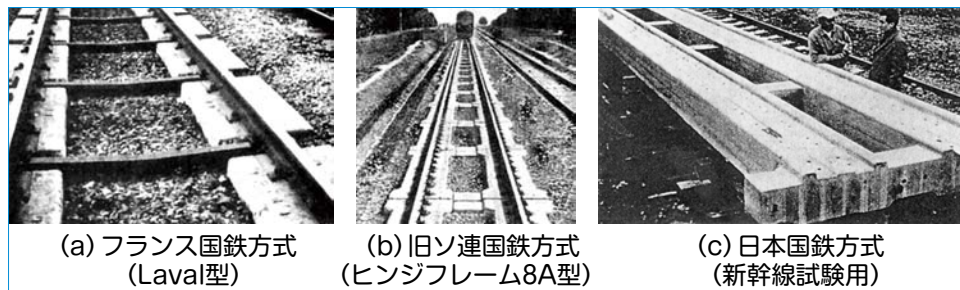 (a) フランス国鉄方式
(Laval型)
(b) 旧ソ連国鉄方式
(ヒンジフレーム8A型)
(c) 日本国鉄方式
(新幹線試験用)